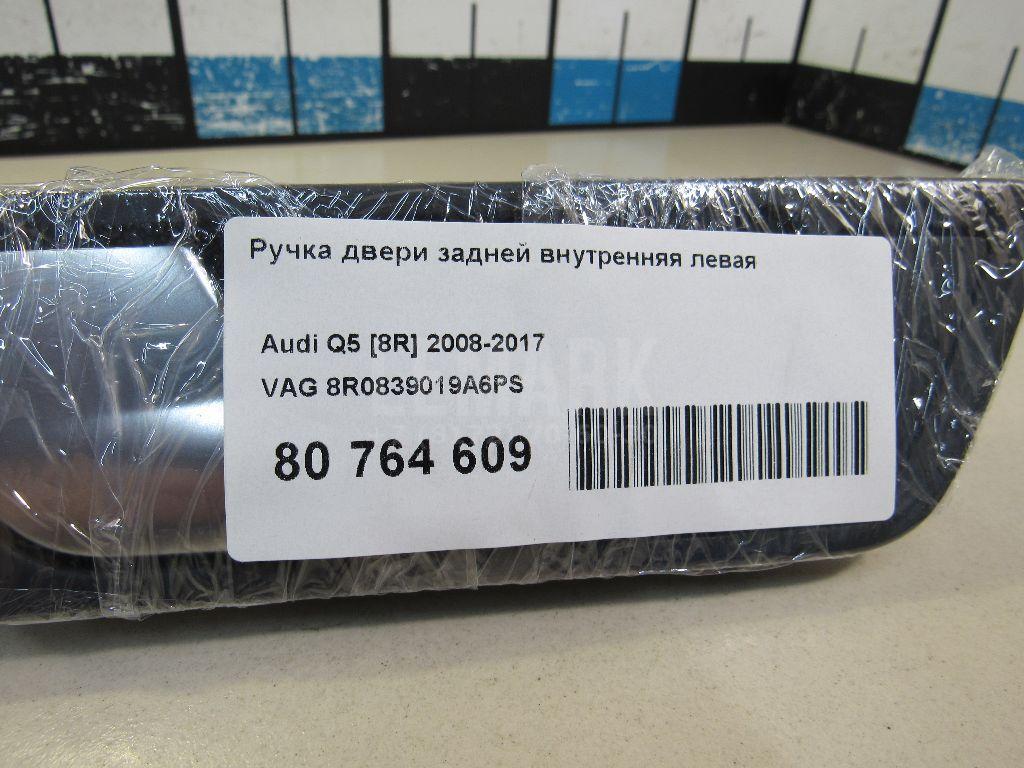 Ручка двери задней внутренняя левая
Audi Q5 [8R] 2008-2017
VAG 8R0839019A6PS
80 764 609